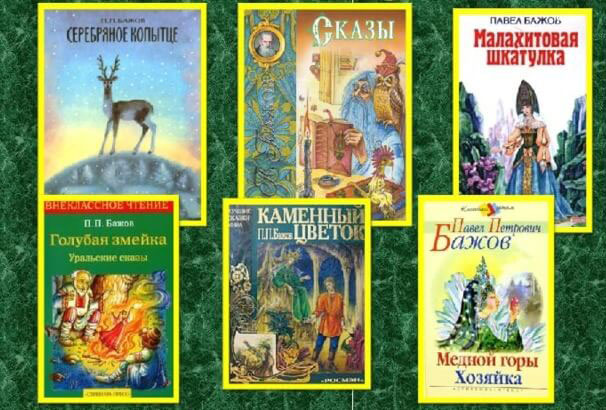 П.П. БАЖОВ
СЕРЕБРЯНОЕ КОПЫТЦЕ
Сказы
ПАВЕЛ БАЖОВ
МАЛАХИТОВАЯ
ШКАТУЛКА
ВНЕКЛАССНОЕ ЧТЕНИЕ
П. П. Бажов
Голубая змейка
Уральские сказы
КАМЕННЫЙ
П.П. Бажов ЦВЕТОК
«РОСМЭН»
Павел Петрович
БАЖОВ
Медной горы
Хозяйка